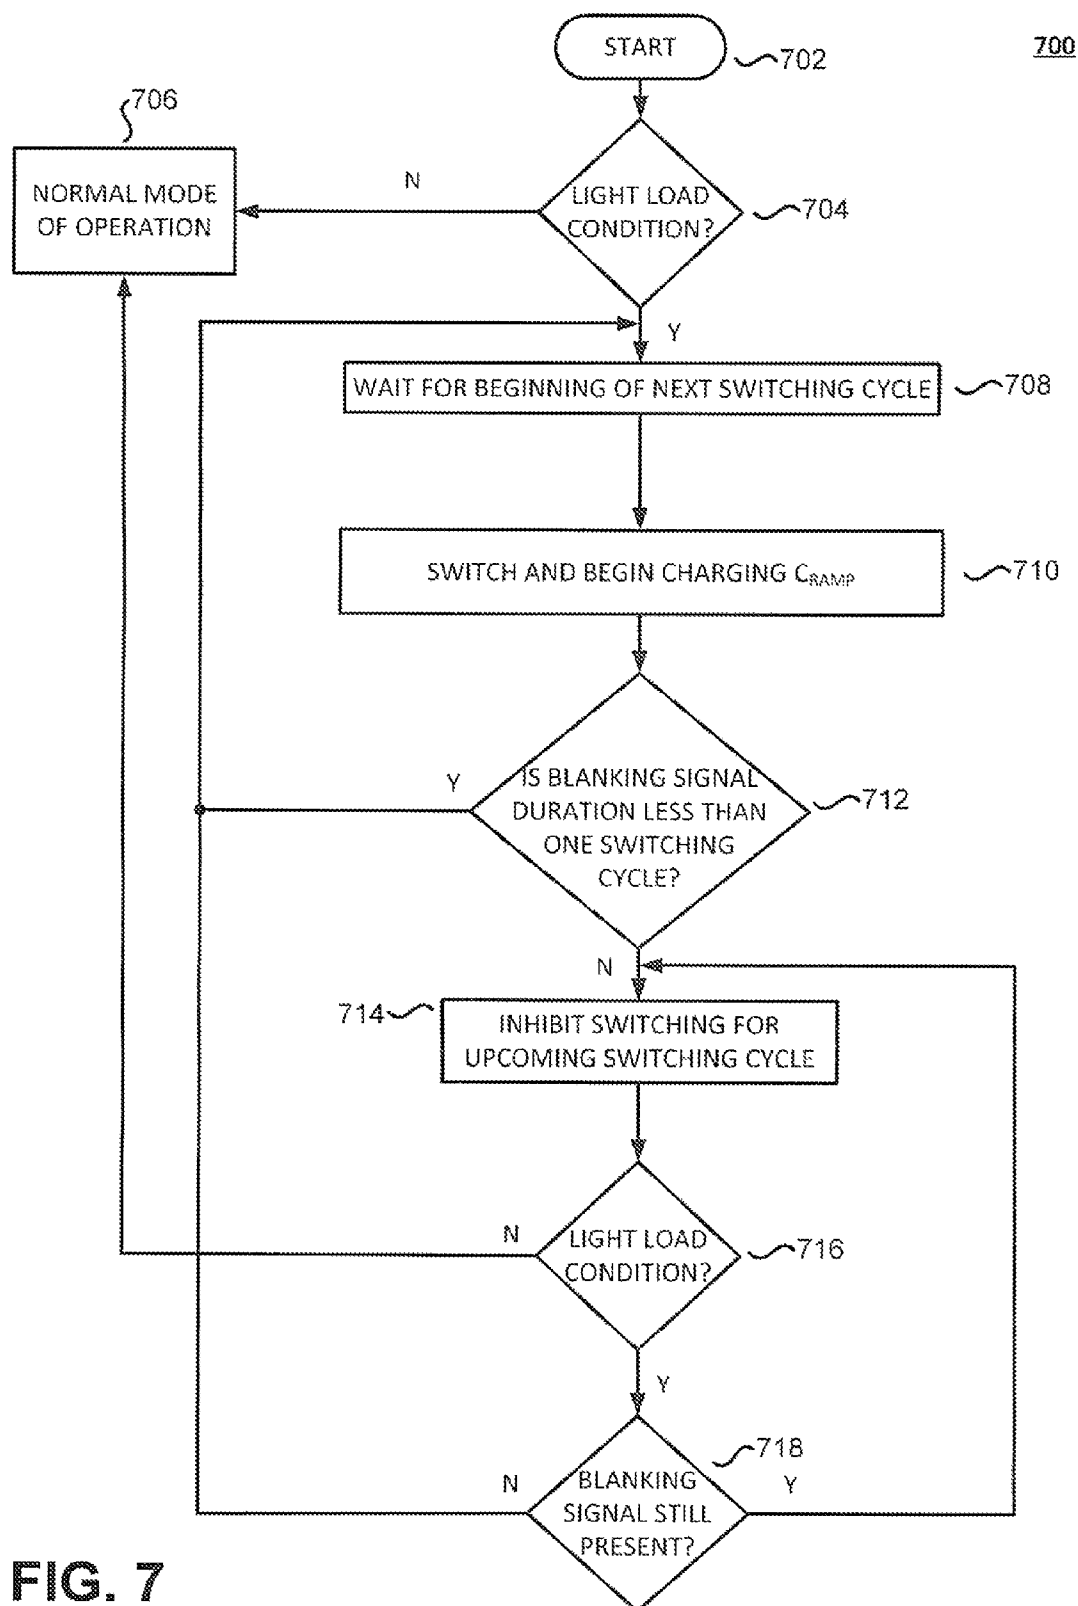 START
702
700
706
NORMAL MODE
OF OPERATION
N
LIGHT LOAD
CONDITION?
704
Y
WAIT FOR BEGINNING OF NEXT SWITCHING CYCLE
708
SWITCH AND BEGIN CHARGING C_RAMP
710
Y
IS BLANKING SIGNAL
DURATION LESS THAN
ONE SWITCHING
CYCLE?
712
N
714
INHIBIT SWITCHING FOR
UPCOMING SWITCHING CYCLE
N
LIGHT LOAD
CONDITION?
716
Y
718
N
BLANKING
SIGNAL STILL
PRESENT?
Y
FIG. 7